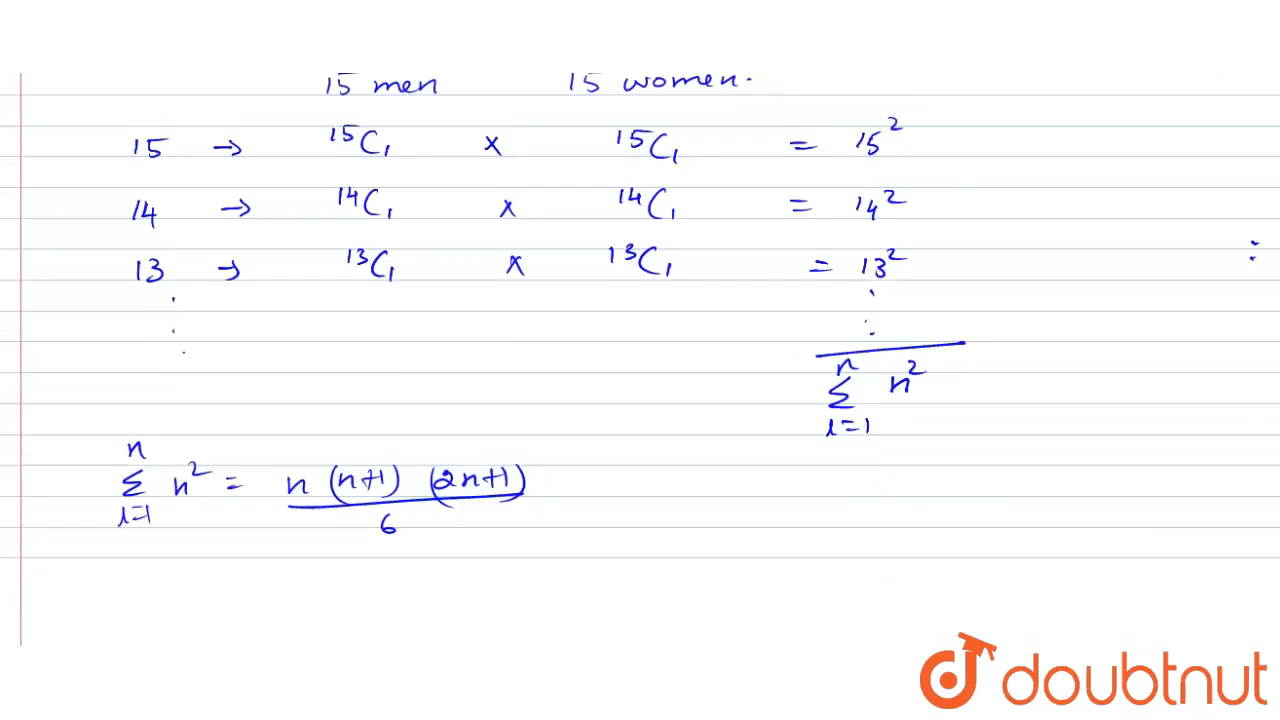 15 men 15 women.
15 → ¹⁵C₁ × ¹⁵C₁ = 15²
14 → ¹⁴C₁ × ¹⁴C₁ = 14²
13 → ¹³C₁ × ¹³C₁ = 13²
n
Σ n²
i=1
n
Σ n² = n (n+1) (2n+1)
i=1
6
doubtnut